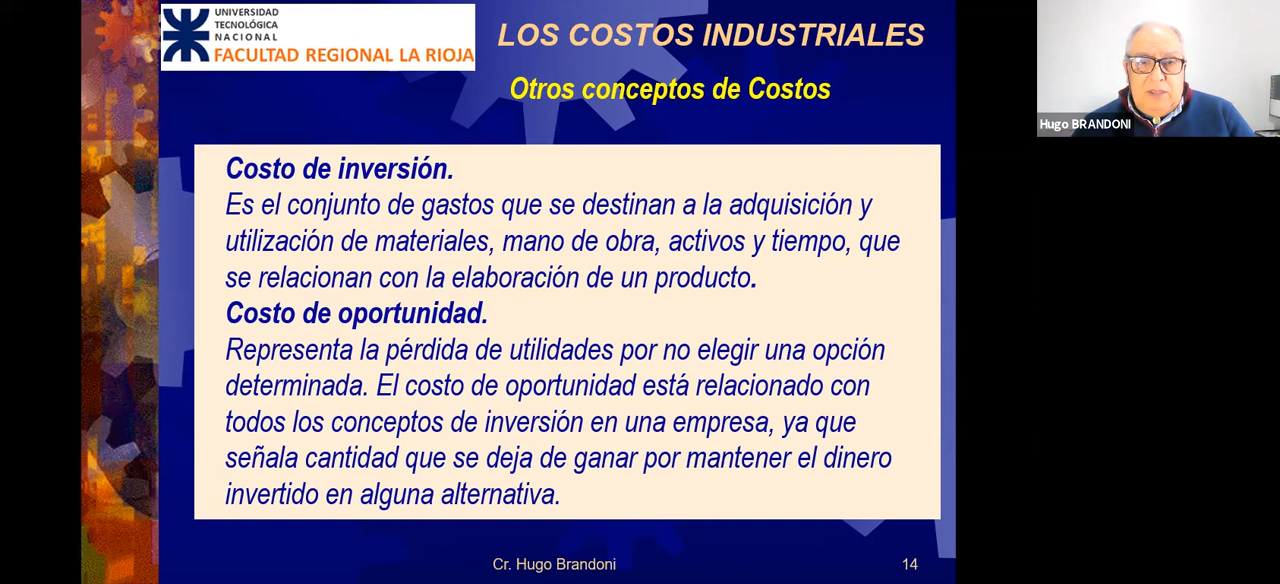 UNIVERSIDAD
TECNOLÓGICA
NACIONAL
FACULTAD REGIONAL LA RIOJA
LOS COSTOS INDUSTRIALES
Otros conceptos de Costos
Hugo BRANDONI
Costo de inversión.
Es el conjunto de gastos que se destinan a la adquisición y
utilización de materiales, mano de obra, activos y tiempo, que
se relacionan con la elaboración de un producto.
Costo de oportunidad.
Representa la pérdida de utilidades por no elegir una opción
determinada. El costo de oportunidad está relacionado con
todos los conceptos de inversión en una empresa, ya que
señala cantidad que se deja de ganar por mantener el dinero
invertido en alguna alternativa.
Cr. Hugo Brandoni
14